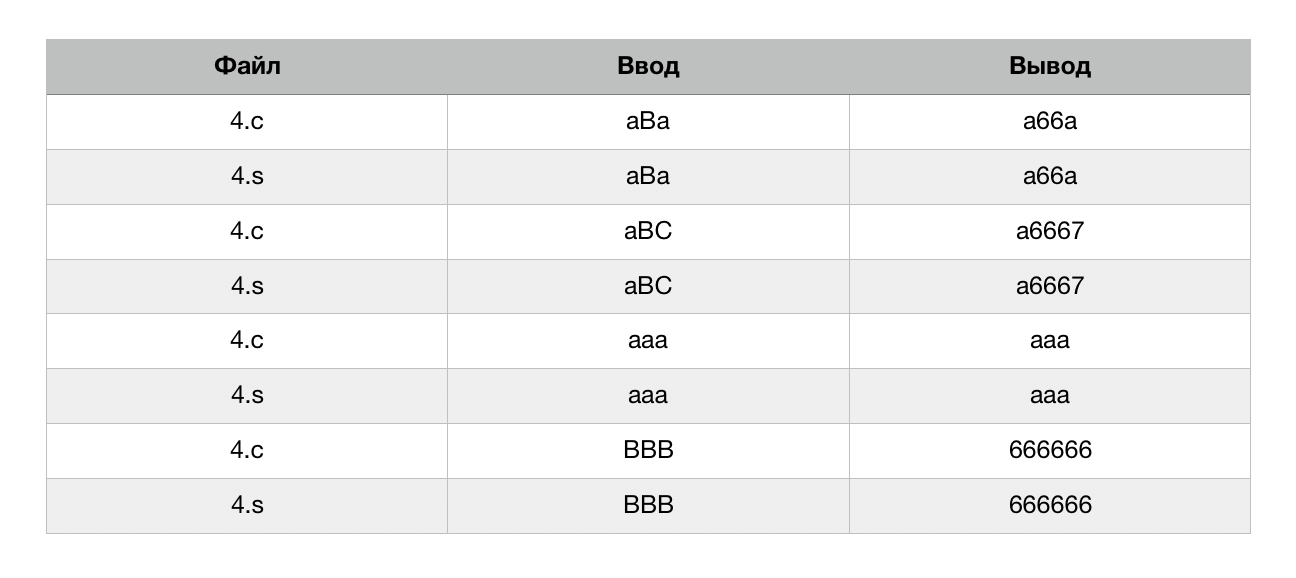 Файл Ввод Вывод
4.c aBa a66a
4.s aBa a66a
4.c aBC a6667
4.s aBC a6667
4.c aaa aaa
4.s aaa aaa
4.c BBB 666666
4.s BBB 666666